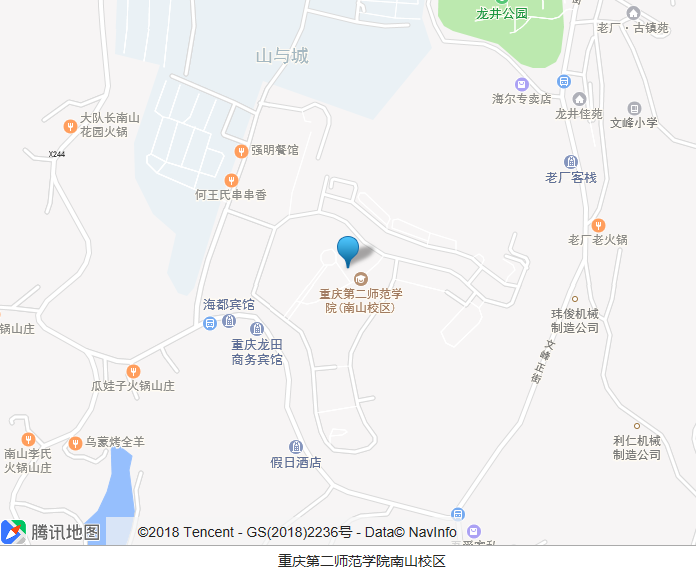 龙井公园
街
老厂·古镇苑
山与城
海尔专卖店
龙井佳苑
文峰小学
大队长南山
花园火锅
X244
强明餐馆
老厂客栈
何王氏串串香
老厂老火锅
重庆第二师范学
院(南山校区)
海都宾馆
玮俊机械
制造公司
锅山庄
重庆龙田
商务宾馆
文峰正街
瓜娃子火锅山庄
乌蒙烤全羊
南山李氏
火锅山庄
利仁机械
制造公司
假日酒店
腾讯地图
©2018 Tencent - GS(2018)2236号 - Data© NavInfo
重庆第二师范学院南山校区